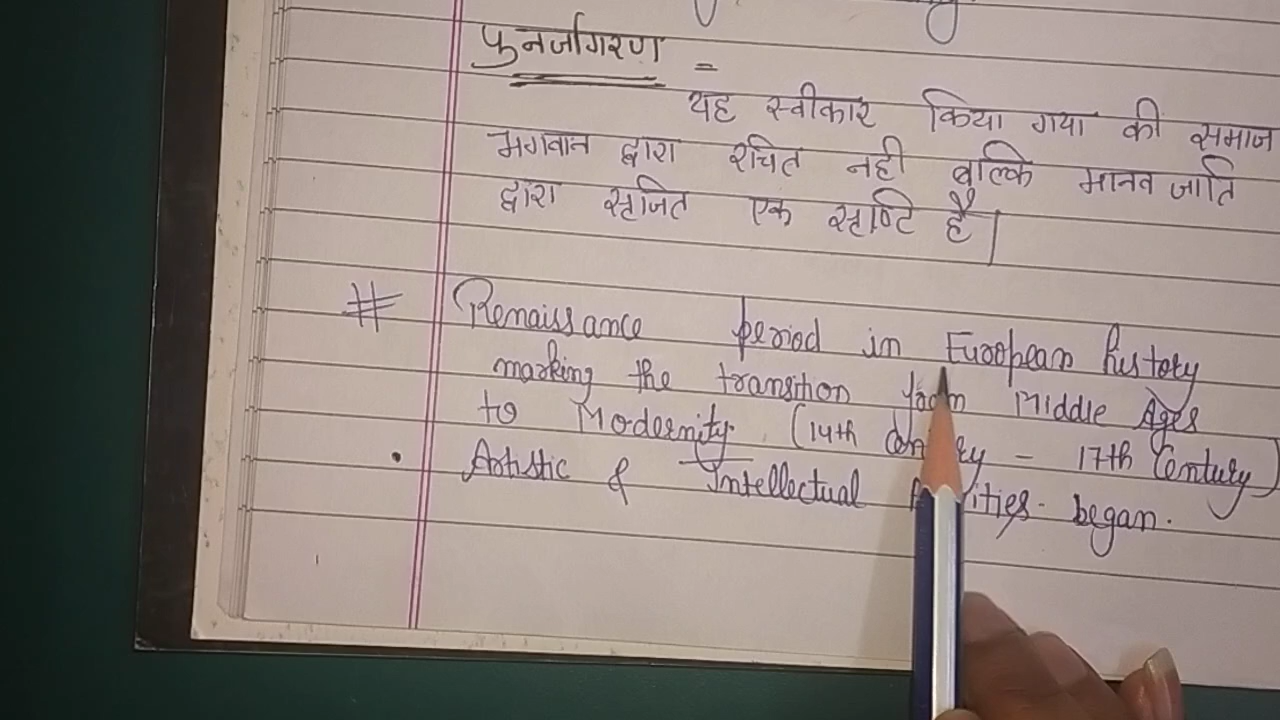 पुनर्जागरण =
यह स्वीकार किया गया की समाज
भगवान द्वारा रचित नही बल्कि मानव जाति
द्वारा सृजित एक सृष्टि है।
# Renaissance period in European history
marking the transition from Middle Ages
to Modernity. (14th Century - 17th Century)
• Artistic & Intellectual began.